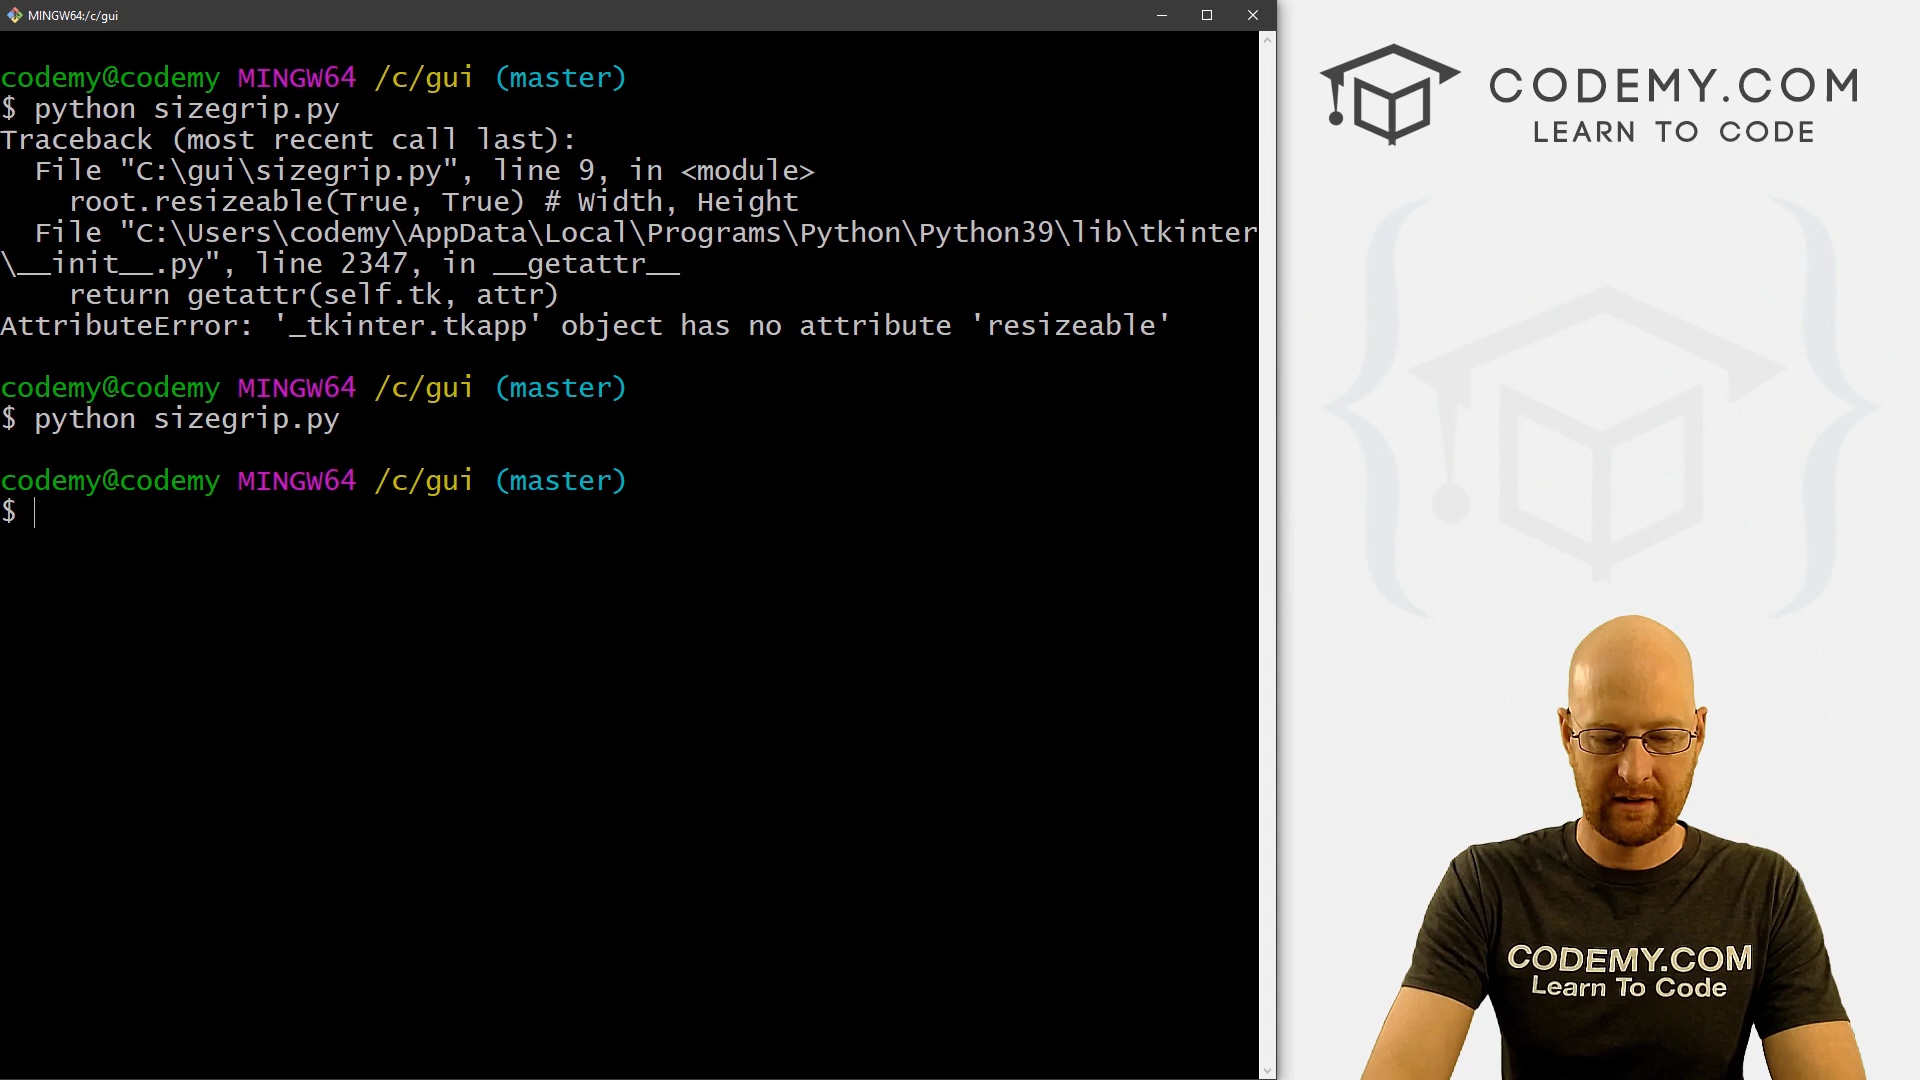 MINGW64:/c/gui
codemy@codemy MINGW64 /c/gui (master)
$ python sizegrip.py
Traceback (most recent call last):
  File "C:\gui\sizegrip.py", line 9, in <module>
    root.resizeable(True, True) # Width, Height
  File "C:\Users\codemy\AppData\Local\Programs\Python\Python39\lib\tkinter
\__init__.py", line 2347, in __getattr__
    return getattr(self.tk, attr)
AttributeError: '_tkinter.tkapp' object has no attribute 'resizeable'
codemy@codemy MINGW64 /c/gui (master)
$ python sizegrip.py
codemy@codemy MINGW64 /c/gui (master)
$
CODEMY.COM
LEARN TO CODE
CODEMY.COM
Learn To Code